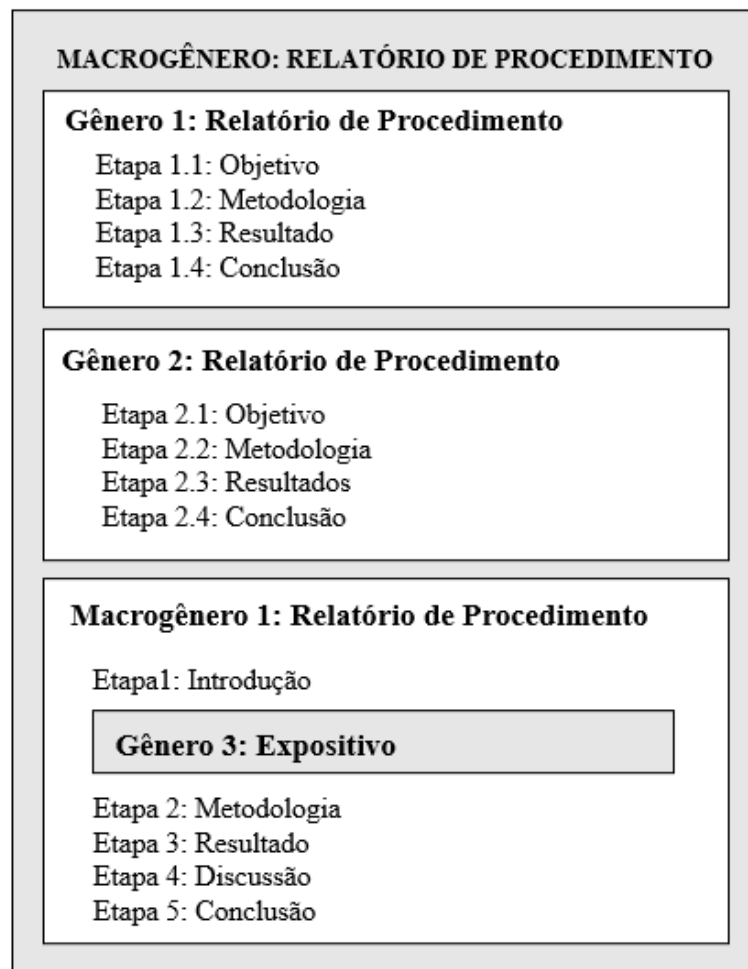 MACROGÊNERO: RELATÓRIO DE PROCEDIMENTO
Gênero 1: Relatório de Procedimento
Etapa 1.1: Objetivo
Etapa 1.2: Metodologia
Etapa 1.3: Resultado
Etapa 1.4: Conclusão
Gênero 2: Relatório de Procedimento
Etapa 2.1: Objetivo
Etapa 2.2: Metodologia
Etapa 2.3: Resultados
Etapa 2.4: Conclusão
Macrogênero 1: Relatório de Procedimento
Etapa1: Introdução
Gênero 3: Expositivo
Etapa 2: Metodologia
Etapa 3: Resultado
Etapa 4: Discussão
Etapa 5: Conclusão